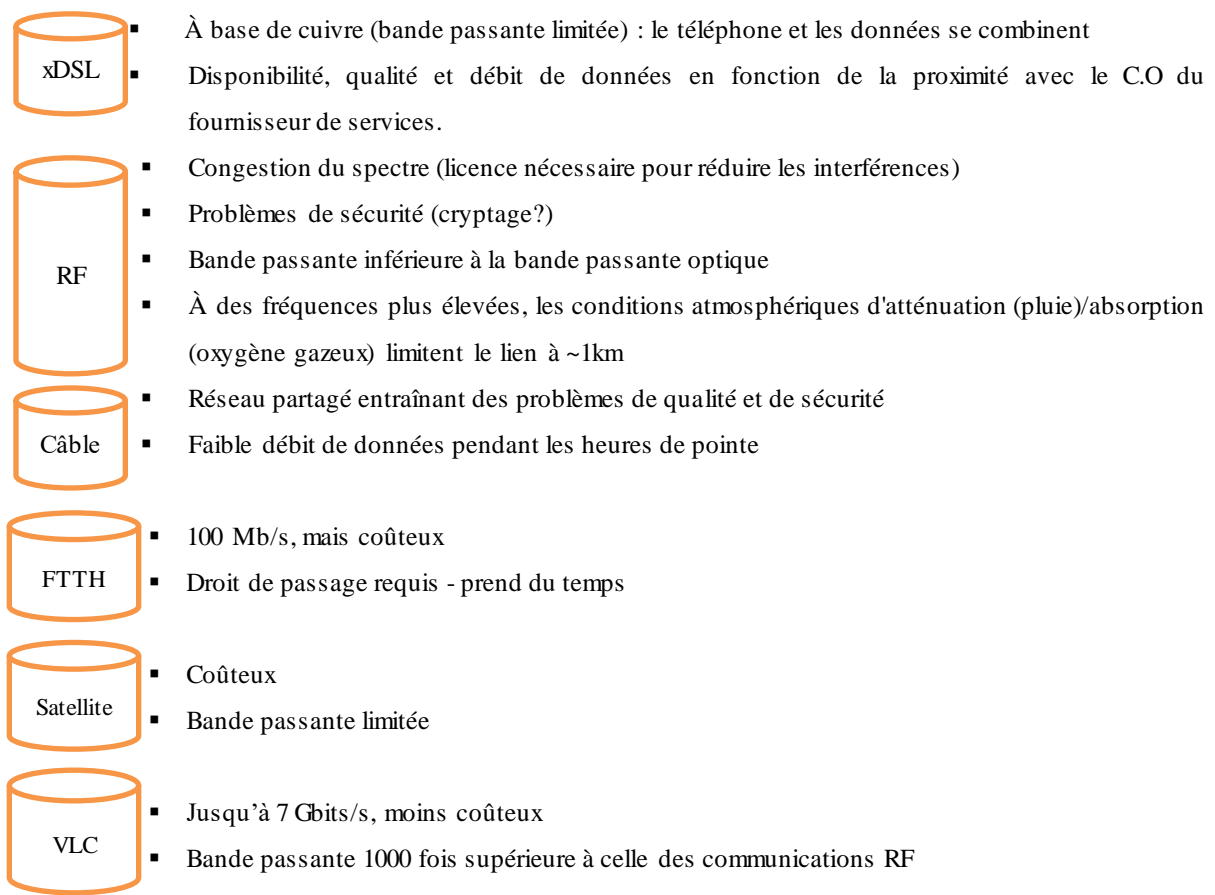 xDSL
▪ À base de cuivre (bande passante limitée) : le téléphone et les données se combinent
▪ Disponibilité, qualité et débit de données en fonction de la proximité avec le C.O du
fournisseur de services.
RF
▪ Congestion du spectre (licence nécessaire pour réduire les interférences)
▪ Problèmes de sécurité (cryptage?)
▪ Bande passante inférieure à la bande passante optique
▪ À des fréquences plus élevées, les conditions atmosphériques d'atténuation (pluie)/absorption
(oxygène gazeux) limitent le lien à ~1km
Câble
▪ Réseau partagé entraînant des problèmes de qualité et de sécurité
▪ Faible débit de données pendant les heures de pointe
FTTH
▪ 100 Mb/s, mais coûteux
▪ Droit de passage requis - prend du temps
Satellite
▪ Coûteux
▪ Bande passante limitée
VLC
▪ Jusqu’à 7 Gbits/s, moins coûteux
▪ Bande passante 1000 fois supérieure à celle des communications RF